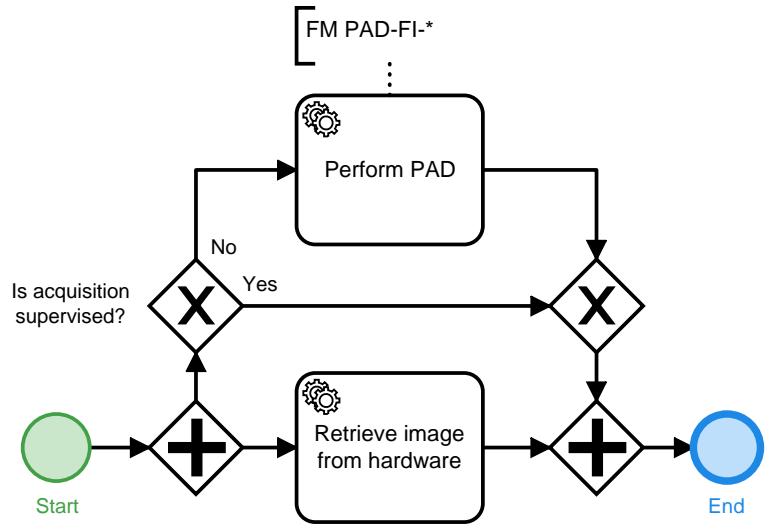 FM PAD-FI-*
Perform PAD
No
Yes
Is acquisition
supervised?
Retrieve image
from hardware
Start
End